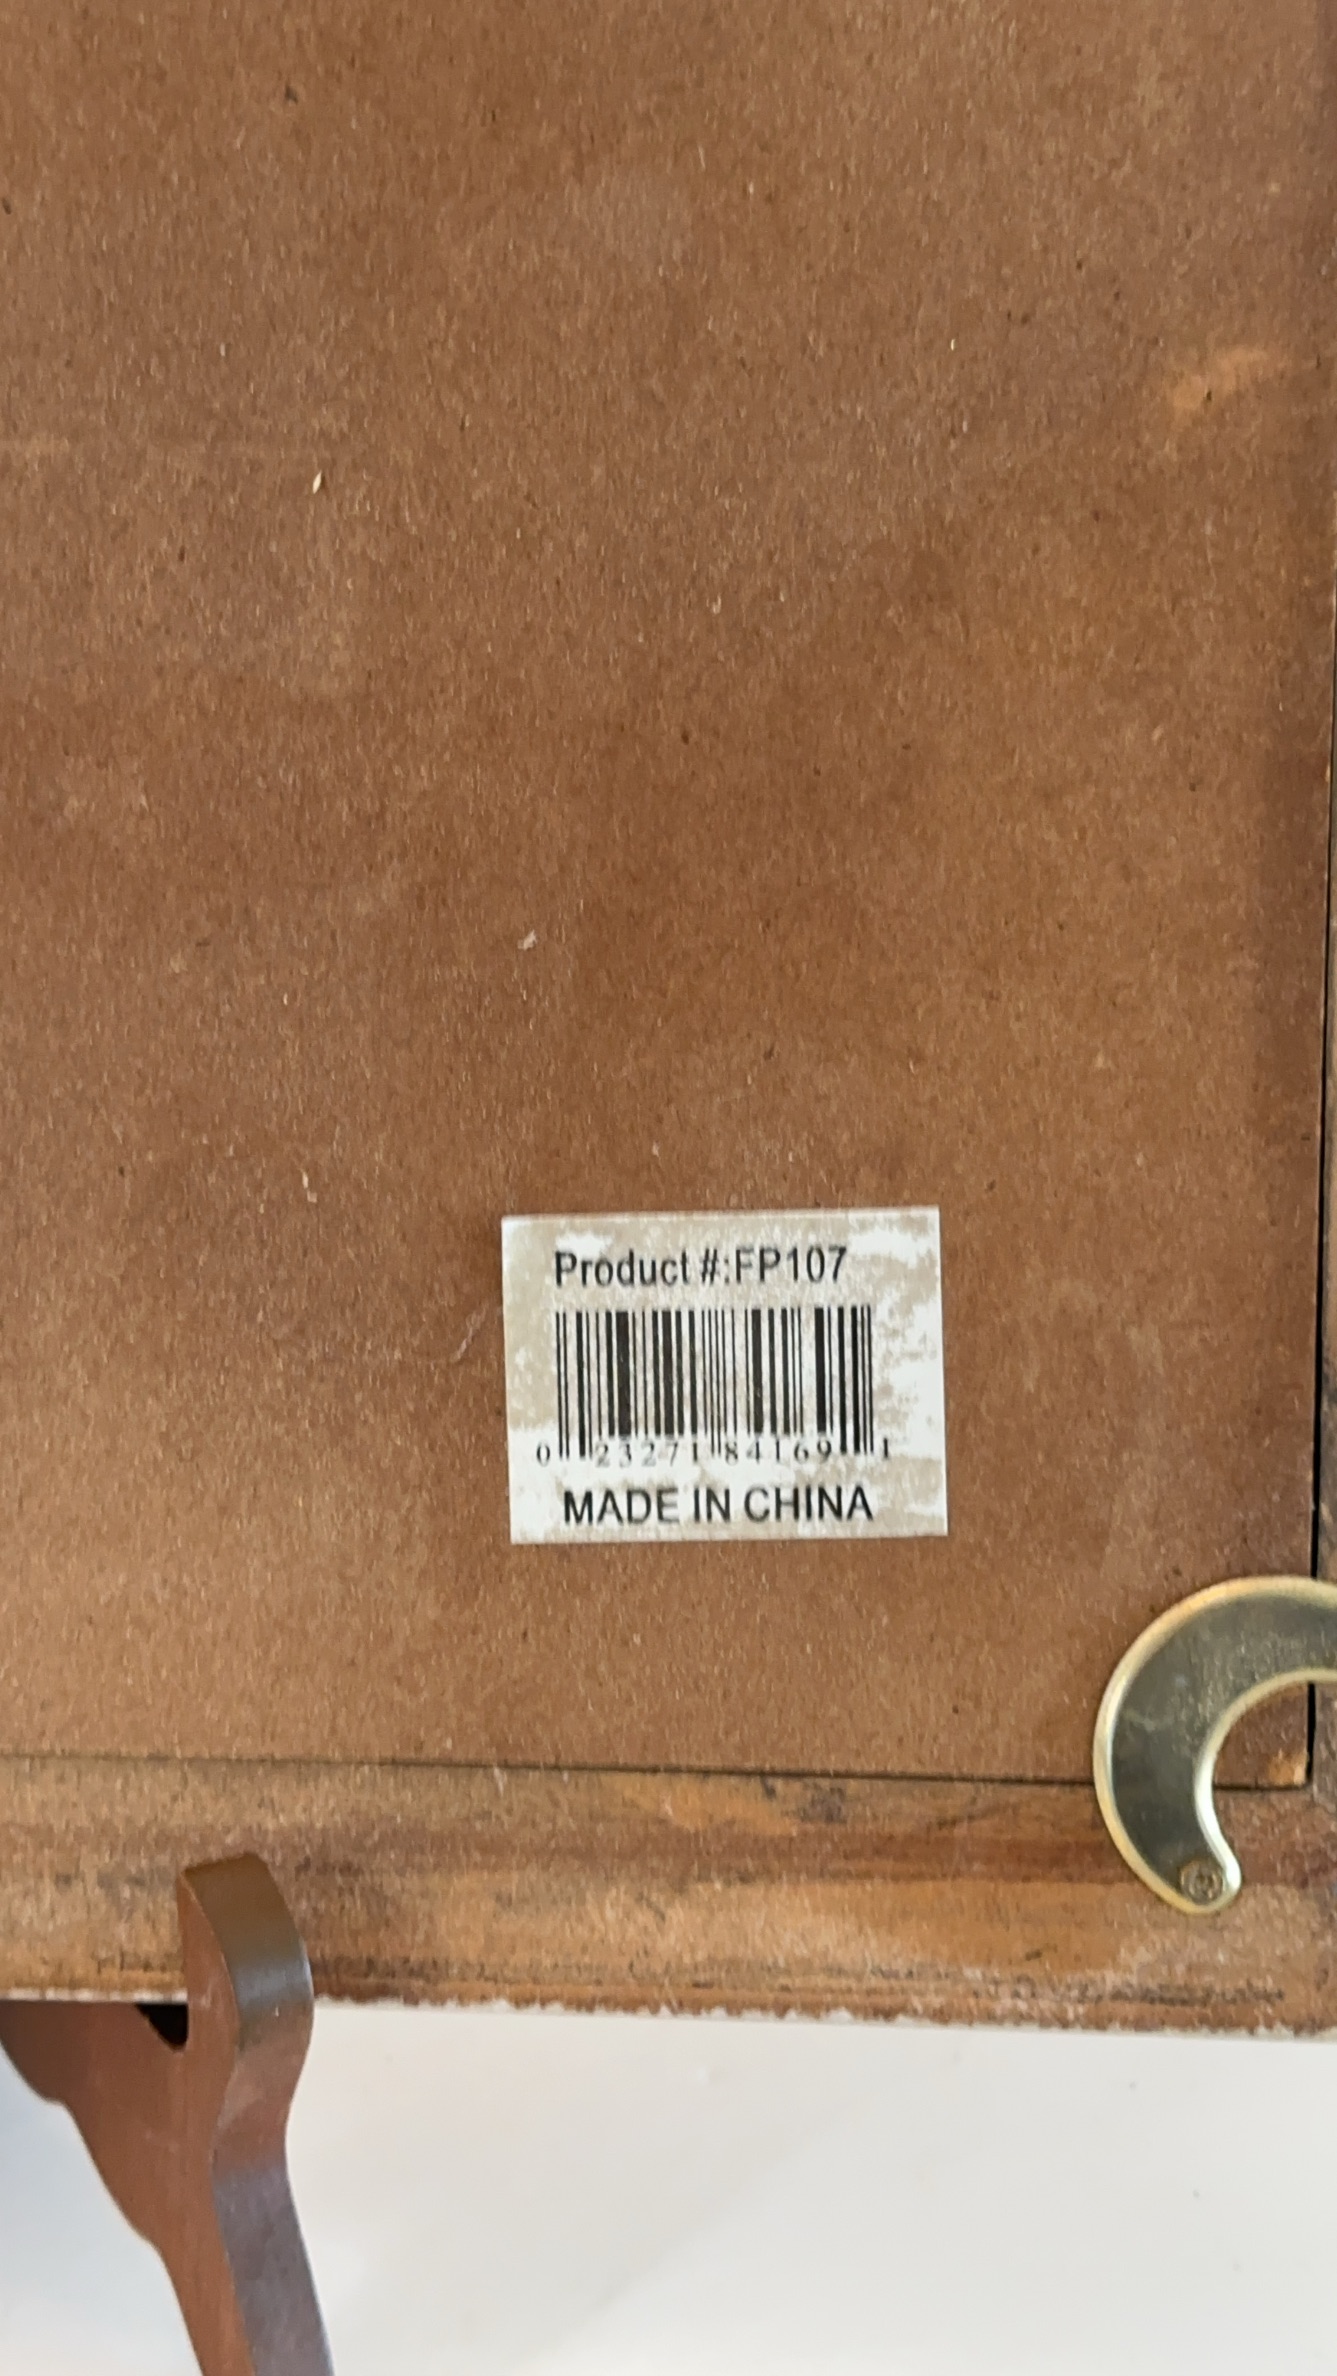 Product #:FP107
0 23271 84169 1
MADE IN CHINA